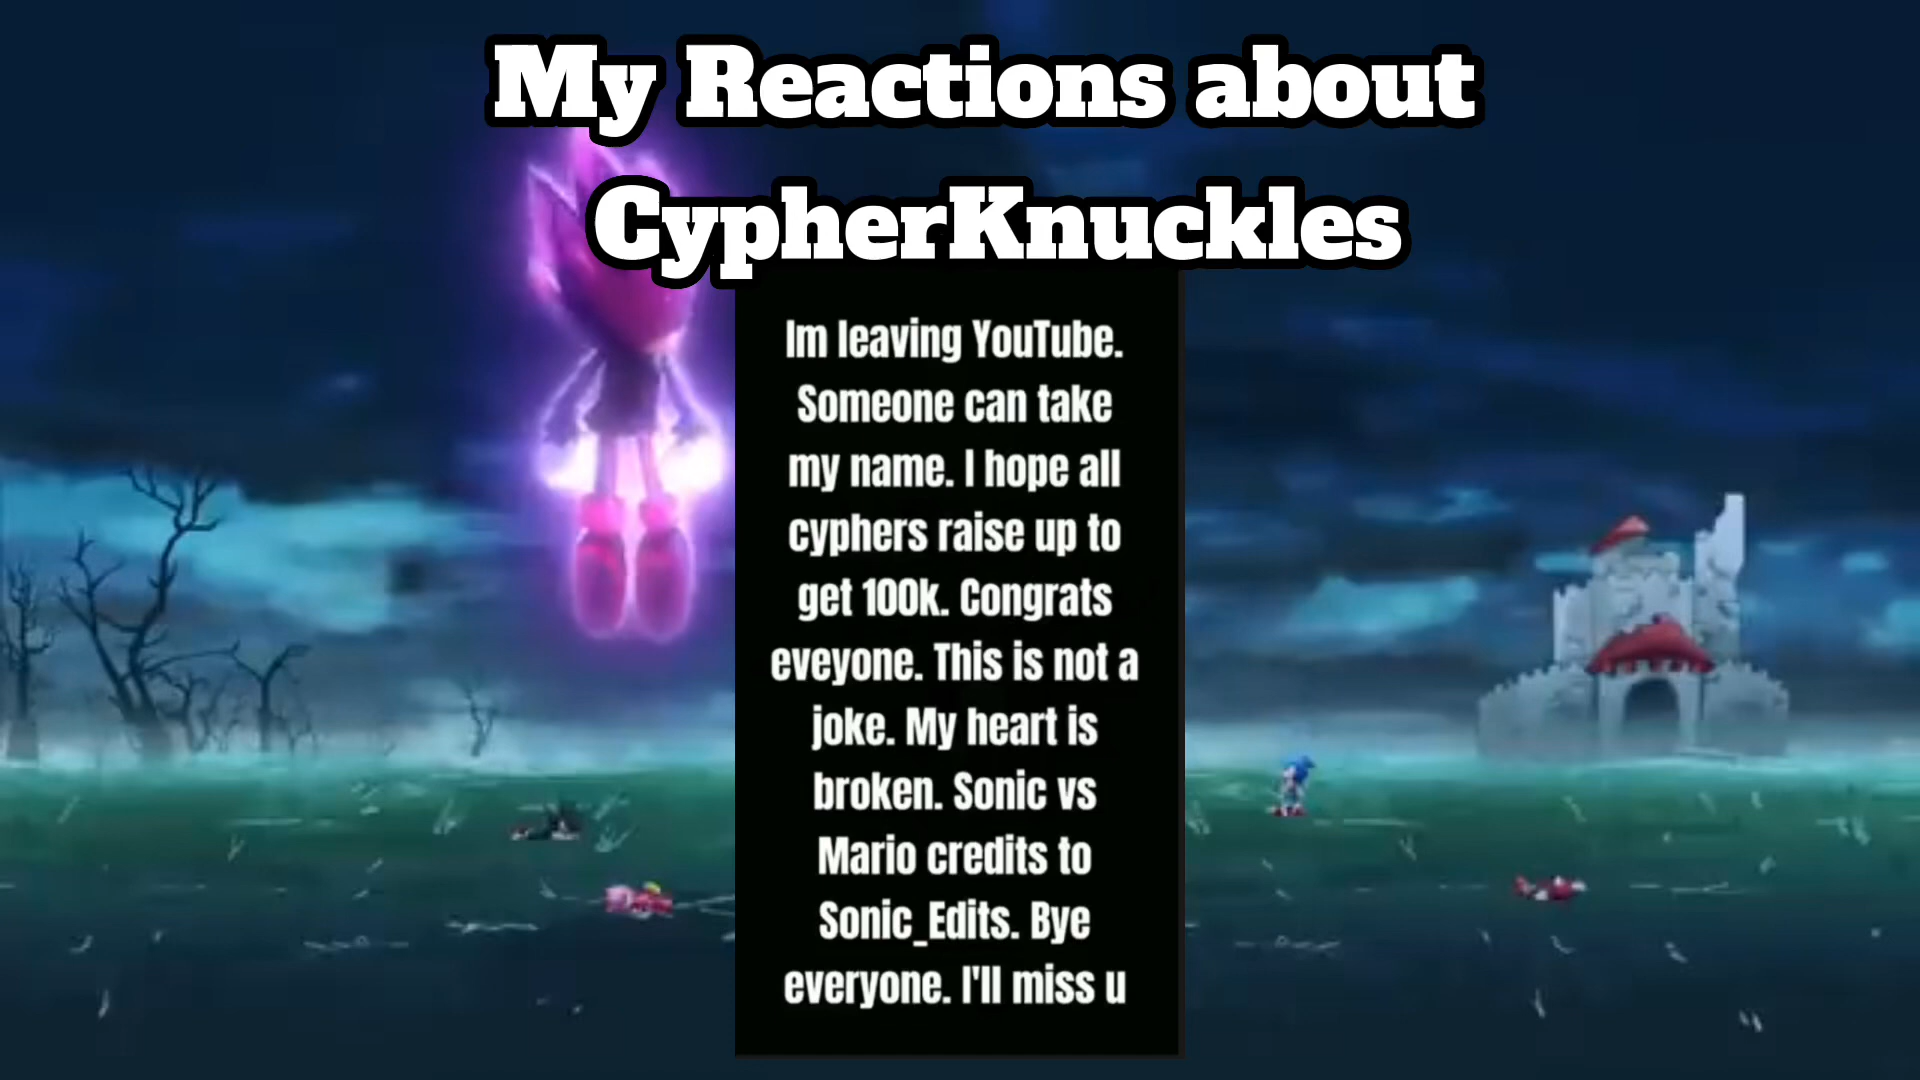 My Reactions about
CypherKnuckles
Im leaving YouTube.
Someone can take
my name. I hope all
cyphers raise up to
get 100k. Congrats
eveyone. This is not a
joke. My heart is
broken. Sonic vs
Mario credits to
Sonic_Edits. Bye
everyone. I'll miss u